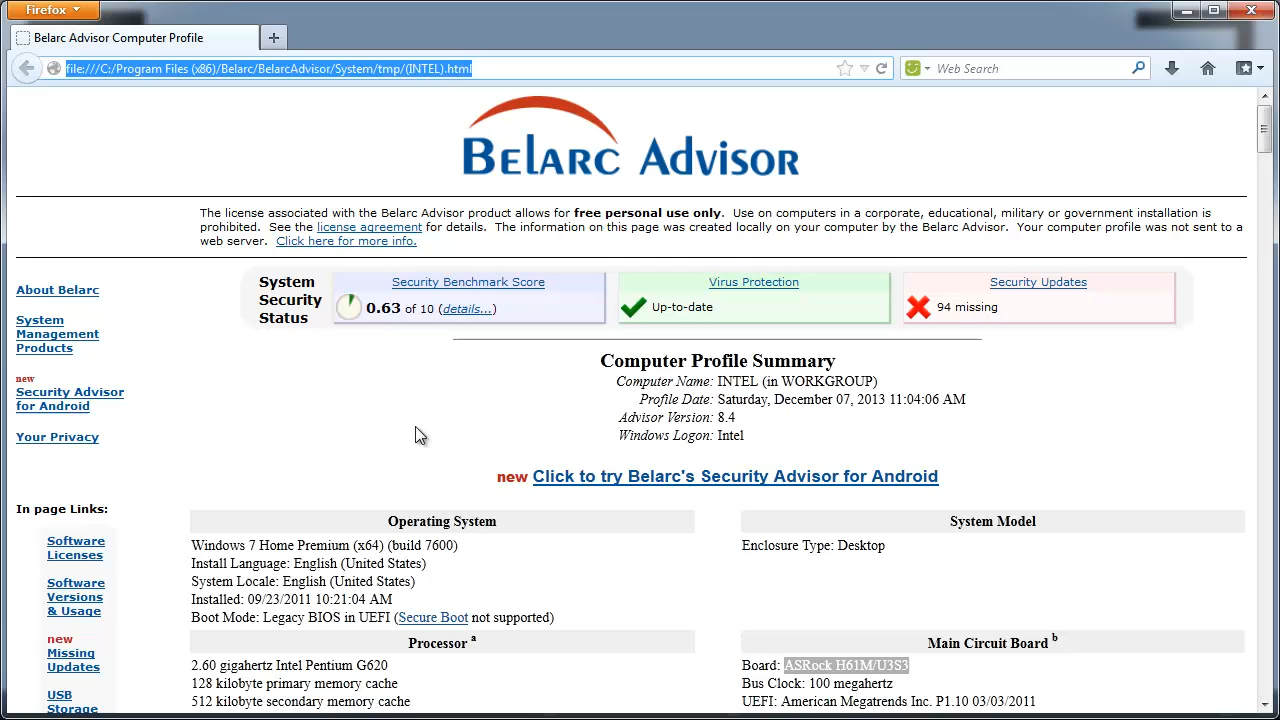 Firefox
Belarc Advisor Computer Profile
file:///C:/Program Files (x86)/Belarc/BelarcAdvisor/System/tmp/(INTEL).html
Web Search
BELARC ADVISOR
The license associated with the Belarc Advisor product allows for free personal use only. Use on computers in a corporate, educational, military or government installation is
prohibited. See the license agreement for details. The information on this page was created locally on your computer by the Belarc Advisor. Your computer profile was not sent to a
web server. Click here for more info.
About Belarc
System
Management
Products
new
Security Advisor
for Android
Your Privacy
In page Links:
Software
Licenses
Software
Versions
& Usage
new
Missing
Updates
USB
Storage
System
Security
Status
Security Benchmark Score
0.63 of 10 (details...)
Virus Protection
Up-to-date
Security Updates
94 missing
Computer Profile Summary
Computer Name: INTEL (in WORKGROUP)
Profile Date: Saturday, December 07, 2013 11:04:06 AM
Advisor Version: 8.4
Windows Logon: Intel
new Click to try Belarc's Security Advisor for Android
Operating System
Windows 7 Home Premium (x64) (build 7600)
Install Language: English (United States)
System Locale: English (United States)
Installed: 09/23/2011 10:21:04 AM
Boot Mode: Legacy BIOS in UEFI (Secure Boot not supported)
System Model
Enclosure Type: Desktop
Processor a
2.60 gigahertz Intel Pentium G620
128 kilobyte primary memory cache
512 kilobyte secondary memory cache
Main Circuit Board b
Board: ASRock H61M/U3S3
Bus Clock: 100 megahertz
UEFI: American Megatrends Inc. P1.10 03/03/2011